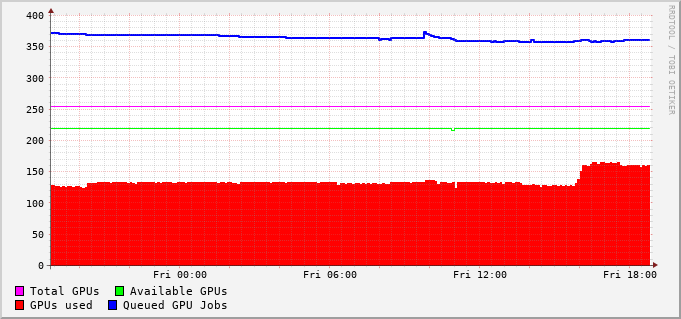 400
350
300
250
200
150
100
50
0
Fri 00:00 Fri 06:00 Fri 12:00 Fri 18:00
Total GPUs Available GPUs
GPUs used Queued GPU Jobs
RRDTOOL / TOBI OETIKER